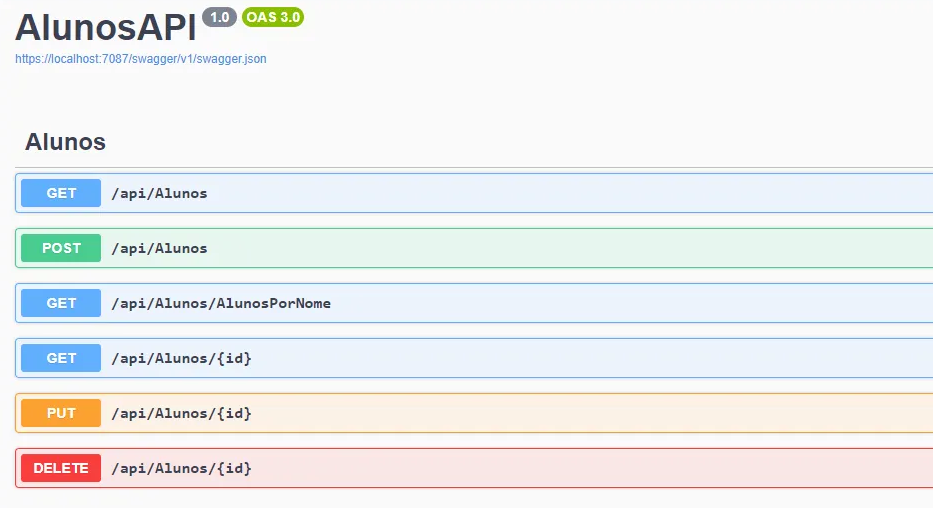 AlunosAPI 1.0 OAS 3.0
https://localhost:7087/swagger/v1/swagger.json
Alunos
GET /api/Alunos
POST /api/Alunos
GET /api/Alunos/AlunosPorNome
GET /api/Alunos/{id}
PUT /api/Alunos/{id}
DELETE /api/Alunos/{id}